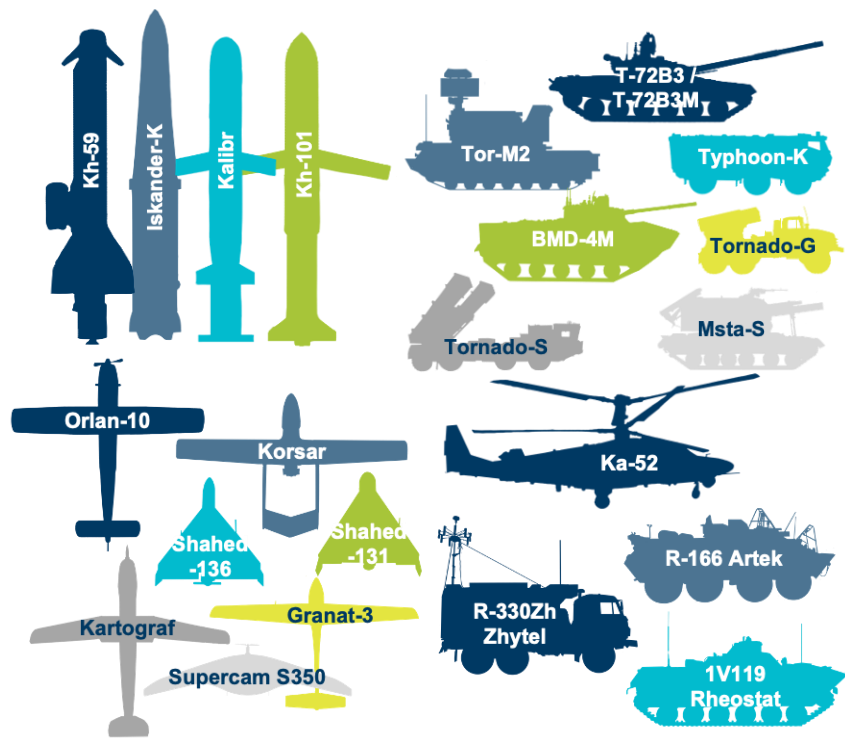 Kh-59
Iskander-K
Kalibr
Kh-101
T-72B3 /
T-72B3M
Tor-M2
Typhoon-K
BMD-4M
Tornado-G
Tornado-S
Msta-S
Orlan-10
Korsar
Ka-52
Shahed
-136
Shahed
-131
R-166 Artek
Kartograf
Granat-3
R-330Zh
Zhytel
Supercam S350
1V119
Rheostat